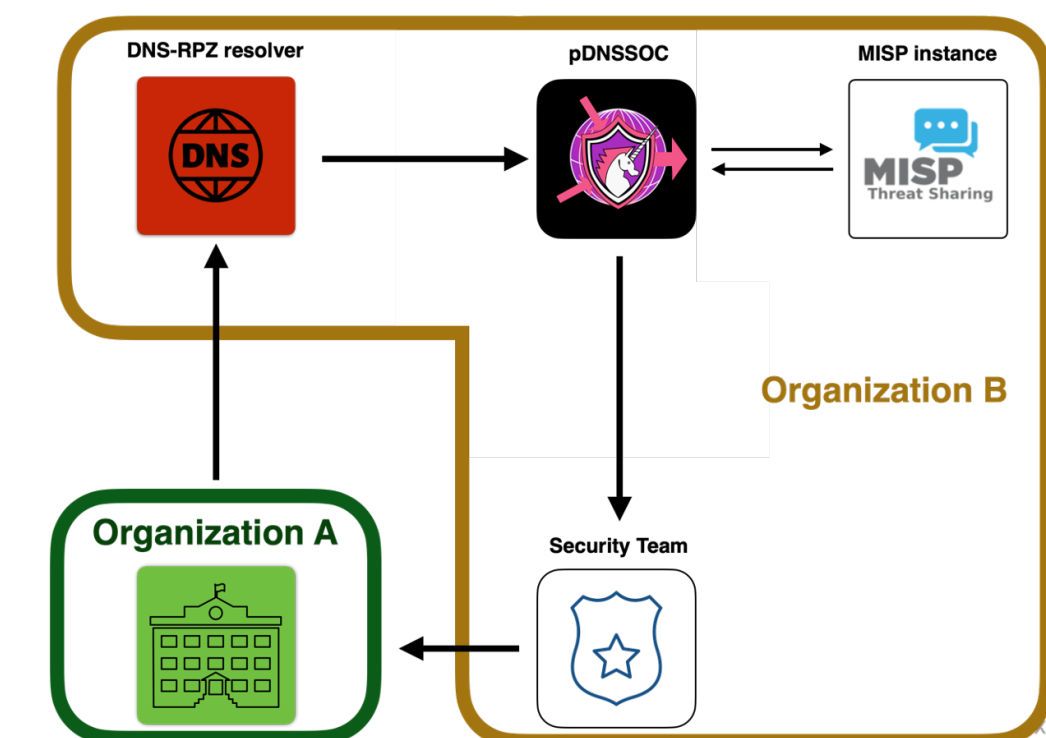 DNS-RPZ resolver
pDNSSOC
MISP instance
DNS
MISP
Threat Sharing
Organization B
Organization A
Security Team